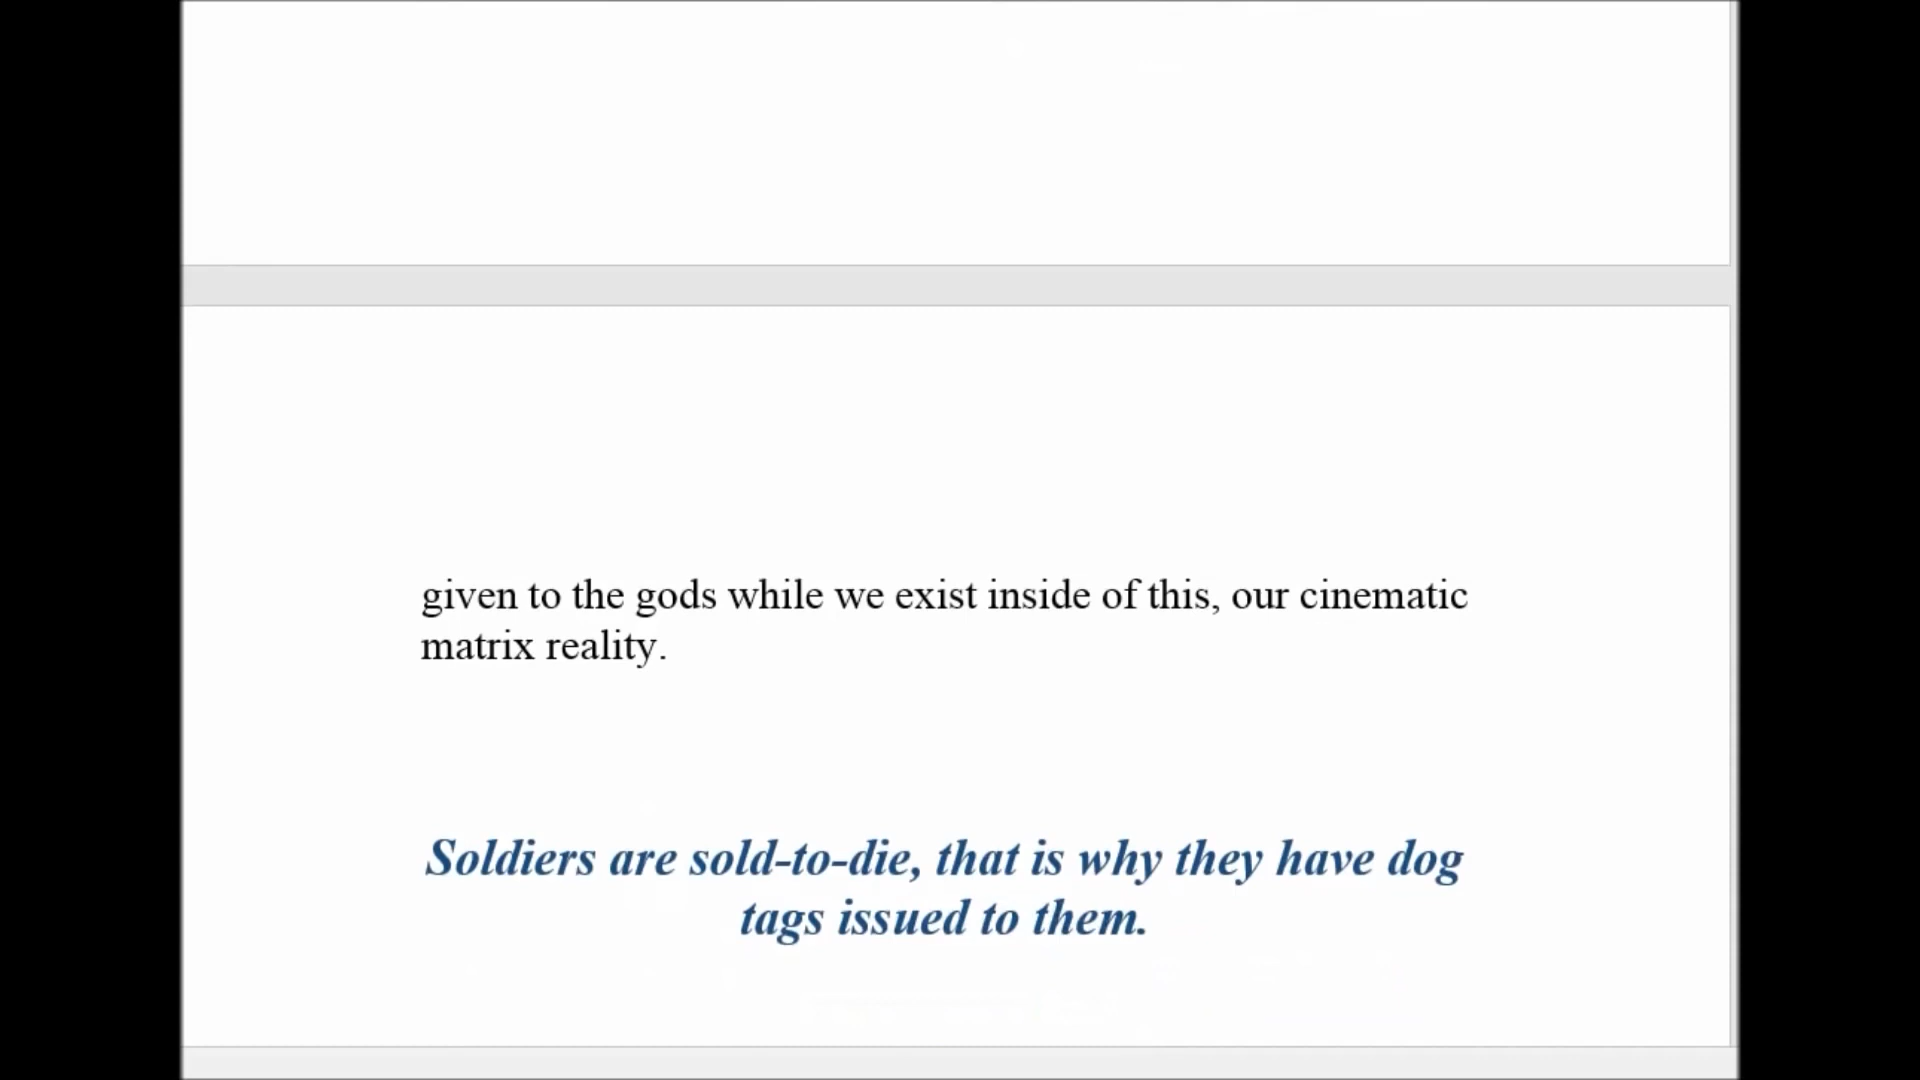 given to the gods while we exist inside of this, our cinematic
matrix reality.
Soldiers are sold-to-die, that is why they have dog
tags issued to them.